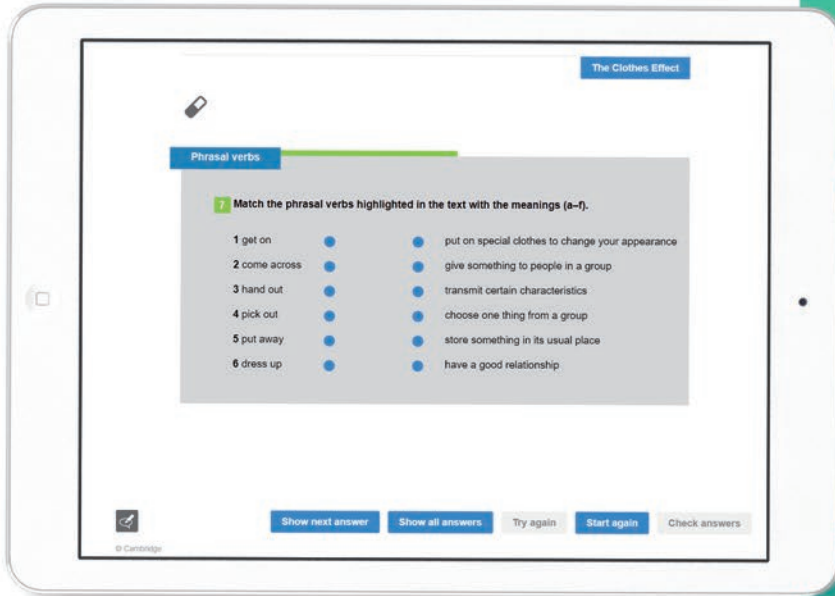 The Clothes Effect
Phrasal verbs
7 Match the phrasal verbs highlighted in the text with the meanings (a–f).
1 get on put on special clothes to change your appearance
2 come across give something to people in a group
3 hand out transmit certain characteristics
4 pick out choose one thing from a group
5 put away store something in its usual place
6 dress up have a good relationship
Show next answer Show all answers Try again Start again Check answers
© Cambridge